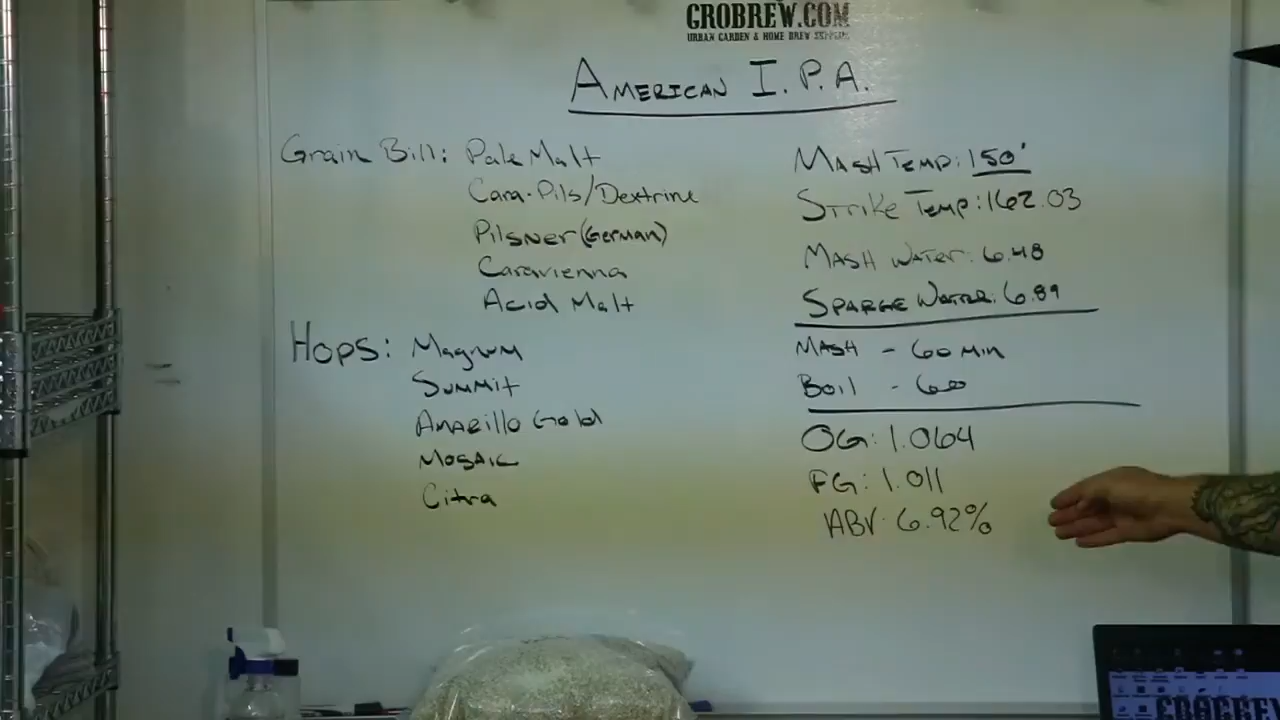 GROBREW.COM
URBAN GARDEN & HOME BREW SUPPLIES
AMERICAN I.P.A.
Grain Bill: Pale Malt
Cara-Pils/Dextrine
Pilsner (German)
Caravienna
Acid Malt
Hops: Magnum
Summit
Amarillo Gold
Mosaic
Citra
Mash Temp: 150°
Strike Temp: 162.03
Mash Water: 6.48
Sparge Water: 6.89
Mash - 60 min
Boil - 60
OG: 1.064
FG: 1.011
ABV: 6.92%
GROBREW